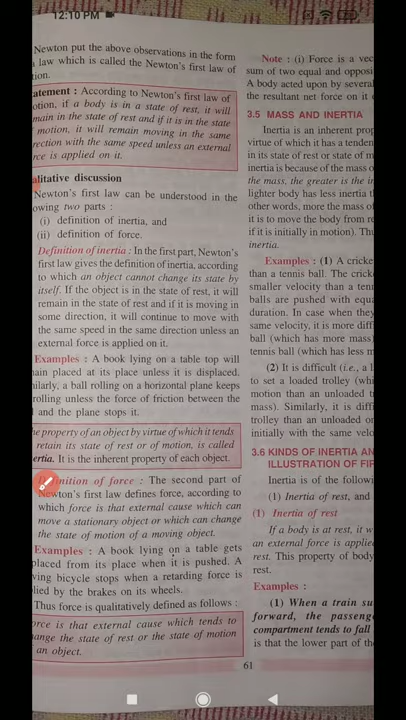 12:10 PM
Newton put the above observations in the form
law which is called the Newton's first law of
tion.
atement : According to Newton's first law of
otion, if a body is in a state of rest, it will
main in the state of rest and if it is in the state
motion, it will remain moving in the same
rection with the same speed unless an external
rce is applied on it.
alitative discussion
Newton's first law can be understood in the
owing two parts :
(i) definition of inertia, and
(ii) definition of force.
Definition of inertia : In the first part, Newton's
first law gives the definition of inertia, according
to which an object cannot change its state by
itself. If the object is in the state of rest, it will
remain in the state of rest and if it is moving in
some direction, it will continue to move with
the same speed in the same direction unless an
external force is applied on it.
Examples : A book lying on a table top will
ain placed at its place unless it is displaced.
ilarly, a ball rolling on a horizontal plane keeps
rolling unless the force of friction between the
and the plane stops it.
he property of an object by virtue of which it tends
retain its state of rest or of motion, is called
ertia. It is the inherent property of each object.
nition of force : The second part of
Newton's first law defines force, according to
which force is that external cause which can
move a stationary object or which can change
the state of motion of a moving object.
Examples : A book lying on a table gets
placed from its place when it is pushed. A
ving bicycle stops when a retarding force is
lied by the brakes on its wheels.
Thus force is qualitatively defined as follows :
orce is that external cause which tends to
ange the state of rest or the state of motion
an object.
Note : (i) Force is a vec
sum of two equal and opposi
A body acted upon by several
the resultant net force on it
3.5 MASS AND INERTIA
Inertia is an inherent prop
virtue of which it has a tenden
in its state of rest or state of m
inertia is because of the mass o
the mass, the greater is the in
lighter body has less inertia th
other words, more the mass of
it is to move the body from re
if it is initially in motion). Thu
inertia.
Examples : (1) A cricke
than a tennis ball. The crick
smaller velocity than a ten
balls are pushed with equa
duration. In case when they
same velocity, it is more diff
ball (which has more mass)
tennis ball (which has less m
(2) It is difficult (i.e., a l
to set a loaded trolley (whi
motion than an unloaded t
mass). Similarly, it is diffi
trolley than an unloaded or
initially with the same velo
3.6 KINDS OF INERTIA AN
ILLUSTRATION OF FIR
Inertia is of the followi
(1) Inertia of rest, and
(1) Inertia of rest
If a body is at rest, it w
an external force is applie
rest. This property of body
rest.
Examples :
(1) When a train su
forward, the passeng
compartment tends to fall
is that the lower part of the
61